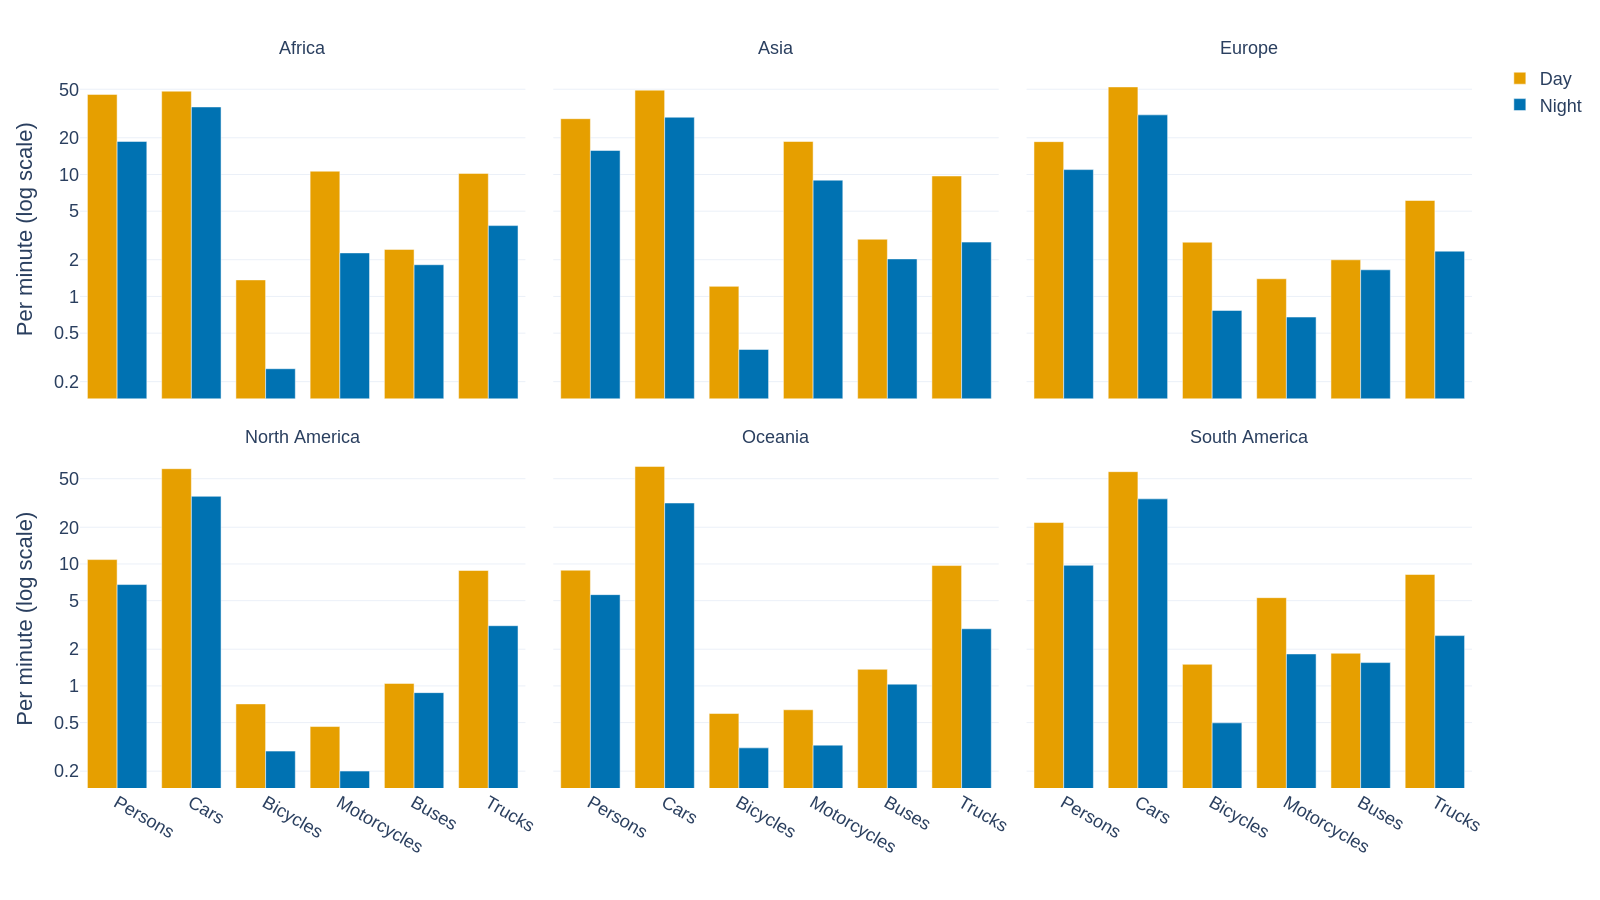 Africa
Asia
Europe
Day
Night
Per minute (log scale)
50
20
10
5
2
1
0.5
0.2
North America
Oceania
South America
Per minute (log scale)
50
20
10
5
2
1
0.5
0.2
Persons
Cars
Bicycles
Motorcycles
Buses
Trucks
Persons
Cars
Bicycles
Motorcycles
Buses
Trucks
Persons
Cars
Bicycles
Motorcycles
Buses
Trucks